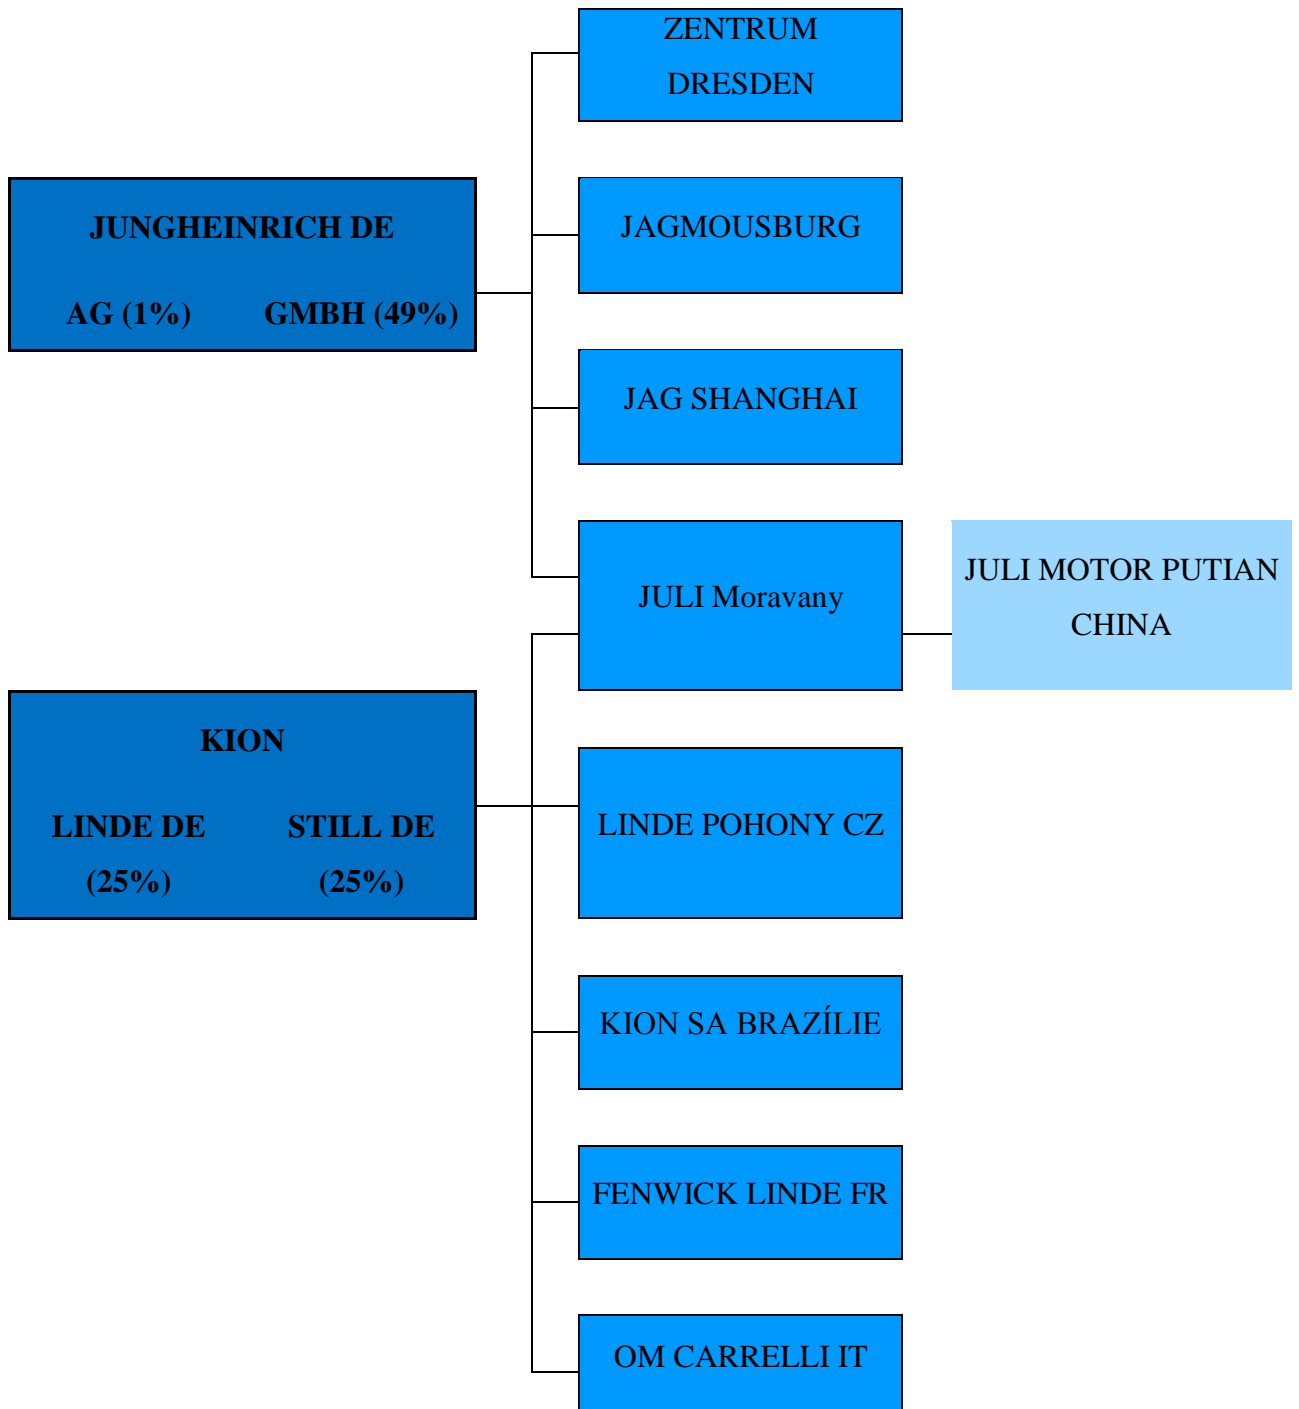 ZENTRUM
DRESDEN
JUNGHEINRICH DE
AG (1%) GMBH (49%)
JAGMOUSBURG
JAG SHANGHAI
JULI Moravany
JULI MOTOR PUTIAN
CHINA
KION
LINDE DE STILL DE
(25%) (25%)
LINDE POHONY CZ
KION SA BRAZÍLIE
FENWICK LINDE FR
OM CARRELLI IT